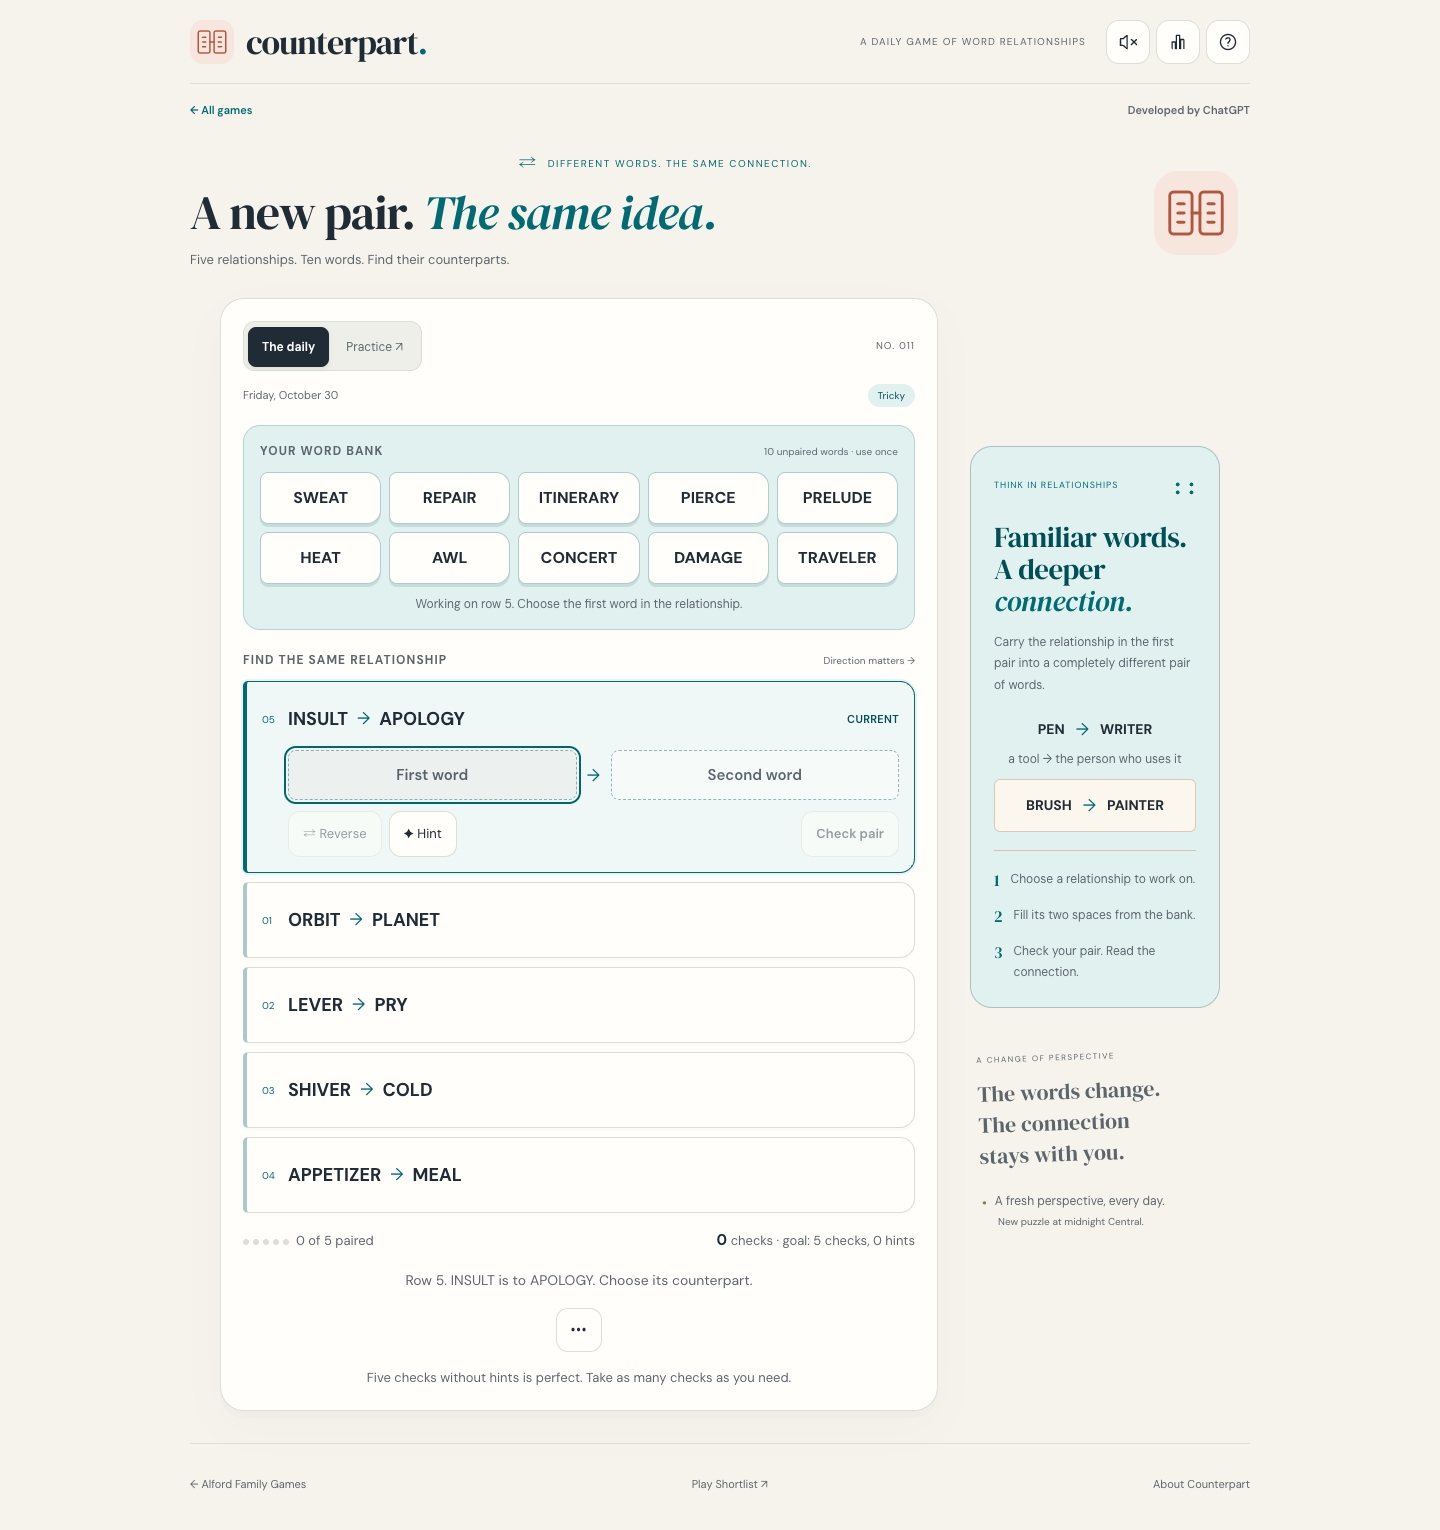 counterpart.
A DAILY GAME OF WORD RELATIONSHIPS
← All games
Developed by ChatGPT
DIFFERENT WORDS. THE SAME CONNECTION.
A new pair. The same idea.
Five relationships. Ten words. Find their counterparts.
The daily
Practice ↗
NO. 011
Friday, October 30
Tricky
YOUR WORD BANK
10 unpaired words · use once
SWEAT
REPAIR
ITINERARY
PIERCE
PRELUDE
HEAT
AWL
CONCERT
DAMAGE
TRAVELER
Working on row 5. Choose the first word in the relationship.
FIND THE SAME RELATIONSHIP
Direction matters →
05 INSULT → APOLOGY
CURRENT
First word → Second word
⇄ Reverse
✦ Hint
Check pair
01 ORBIT → PLANET
02 LEVER → PRY
03 SHIVER → COLD
04 APPETIZER → MEAL
0 of 5 paired
0 checks · goal: 5 checks, 0 hints
Row 5. INSULT is to APOLOGY. Choose its counterpart.
•••
Five checks without hints is perfect. Take as many checks as you need.
THINK IN RELATIONSHIPS
Familiar words.
A deeper
connection.
Carry the relationship in the first
pair into a completely different pair
of words.
PEN → WRITER
a tool → the person who uses it
BRUSH → PAINTER
1 Choose a relationship to work on.
2 Fill its two spaces from the bank.
3 Check your pair. Read the
connection.
A CHANGE OF PERSPECTIVE
The words change.
The connection
stays with you.
• A fresh perspective, every day.
New puzzle at midnight Central.
← Alford Family Games
Play Shortlist ↗
About Counterpart